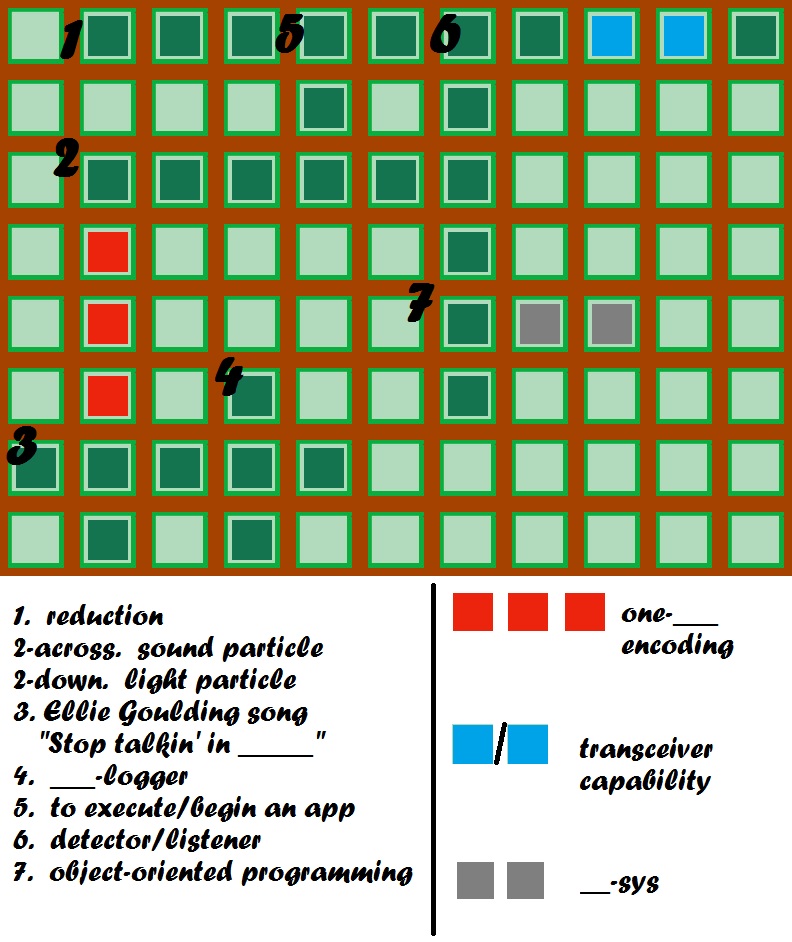 1
5
6
2
7
4
3
1. reduction
2-across. sound particle
2-down. light particle
3. Ellie Goulding song
"Stop talkin' in _____"
4. ___-logger
5. to execute/begin an app
6. detector/listener
7. object-oriented programming
one-___
encoding
/
transceiver
capability
__-sys